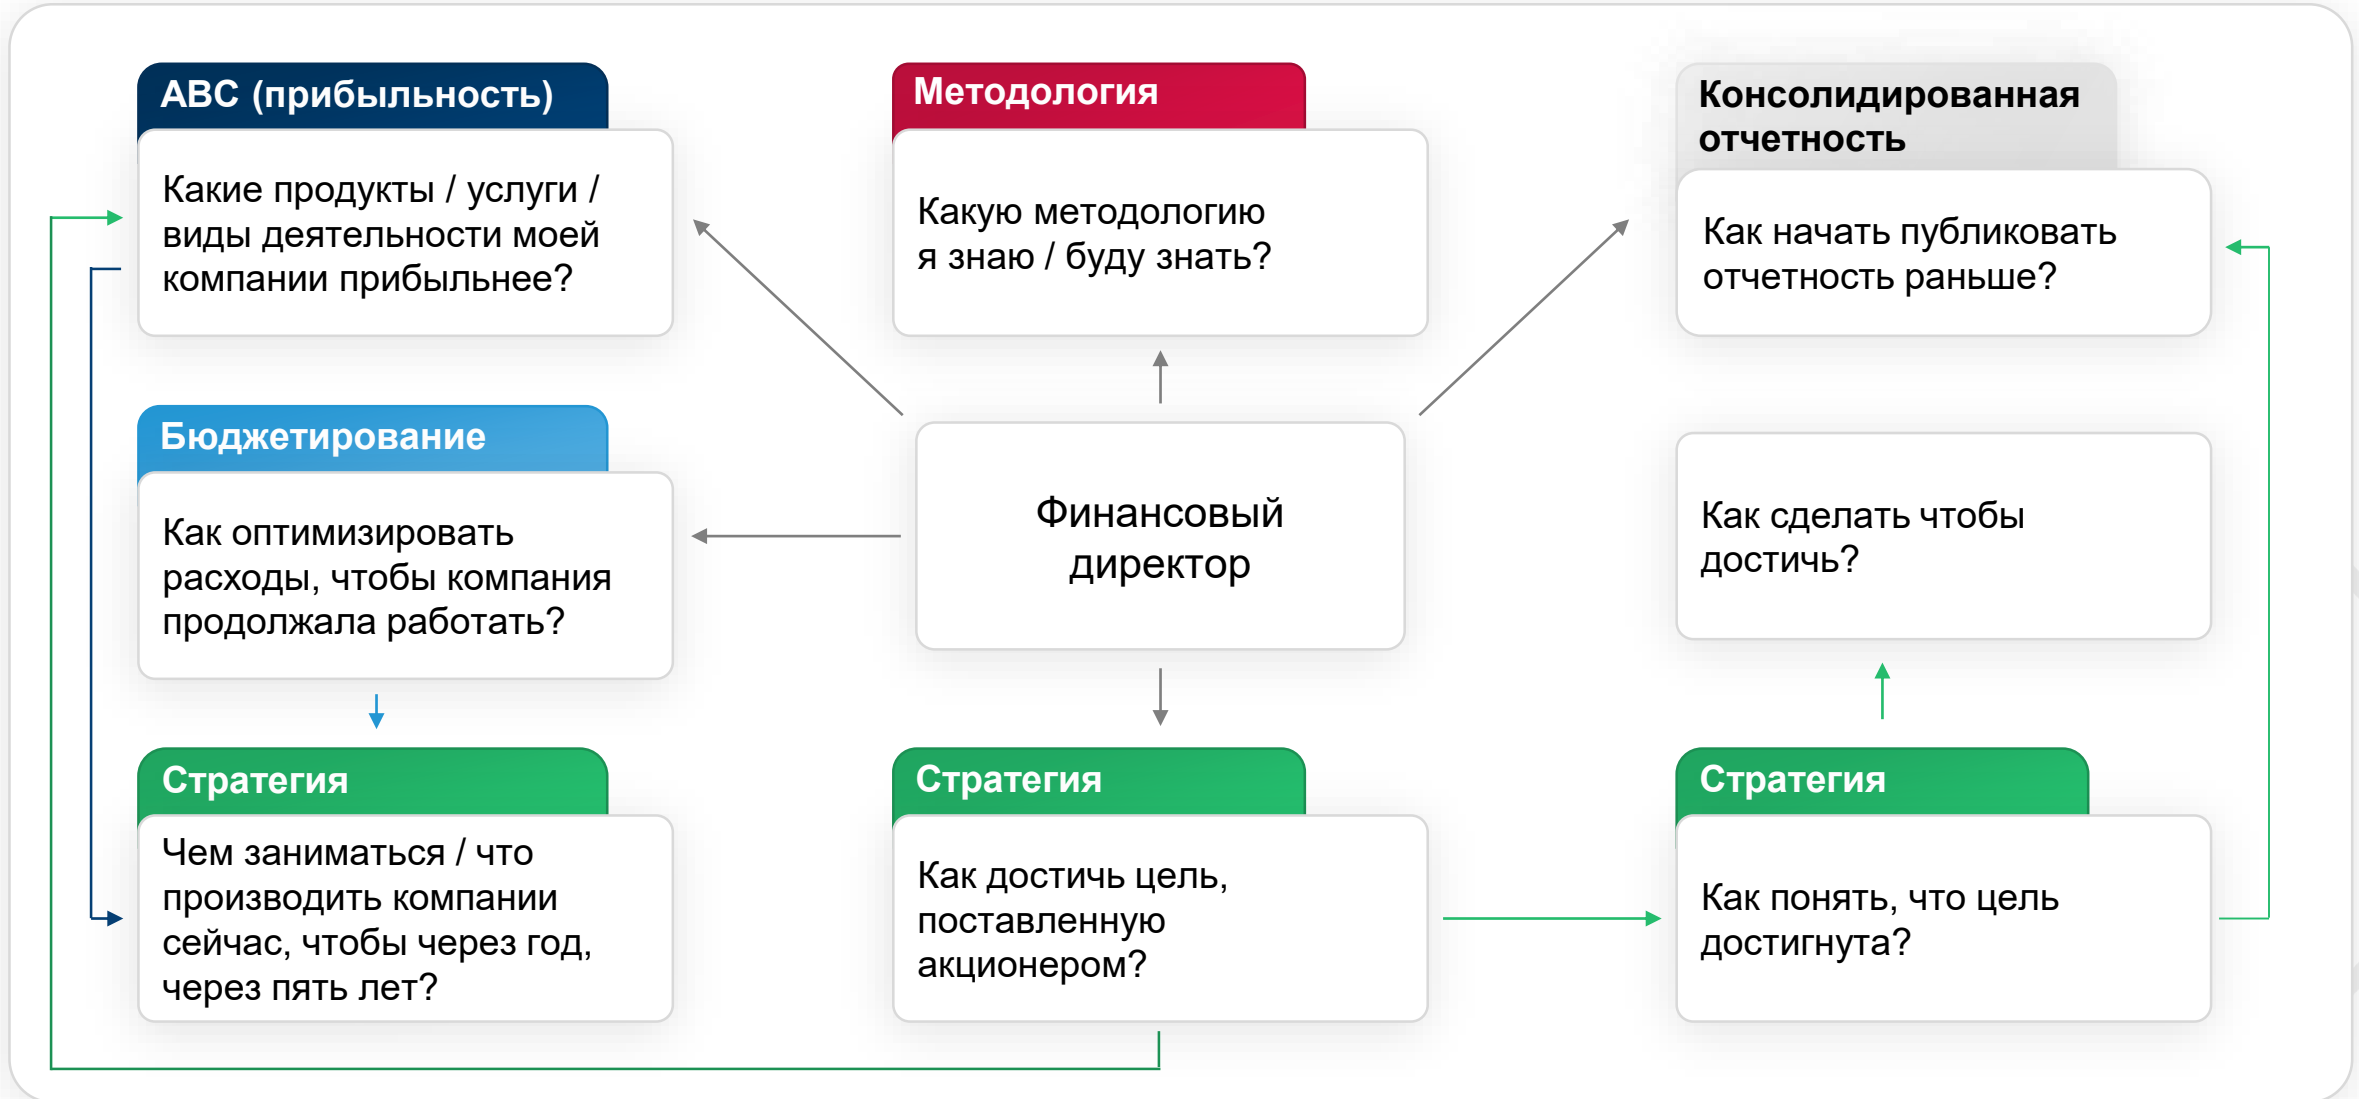 ABC (прибыльность)
Какие продукты / услуги /
виды деятельности моей
компании прибыльнее?
Методология
Какую методологию
я знаю / буду знать?
Консолидированная
отчетность
Как начать публиковать
отчетность раньше?
Бюджетирование
Как оптимизировать
расходы, чтобы компания
продолжала работать?
Финансовый
директор
Как сделать чтобы
достичь?
Стратегия
Чем заниматься / что
производить компании
сейчас, чтобы через год,
через пять лет?
Стратегия
Как достичь цель,
поставленную
акционером?
Стратегия
Как понять, что цель
достигнута?